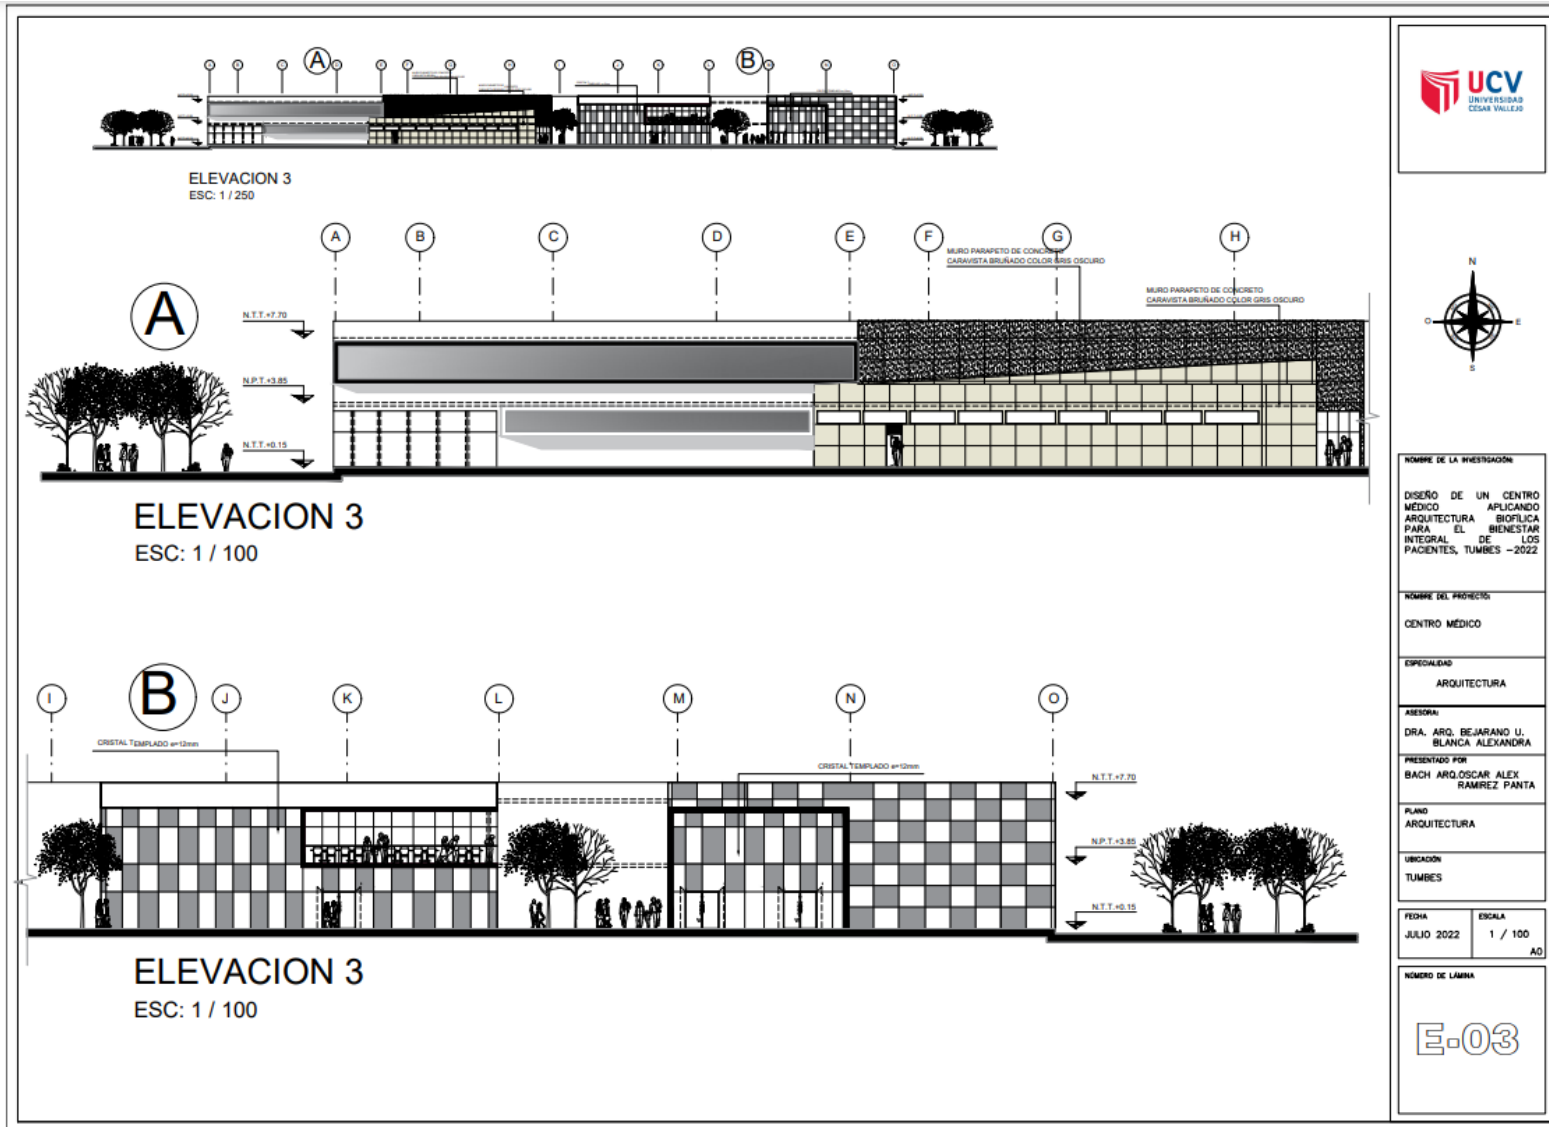 A
B
ELEVACION 3
ESC: 1 / 250
A
B
C
D
E
F
G
H
MURO PARAPETO DE CONCRETO
CARAVISTA BRUÑADO COLOR GRIS OSCURO
MURO PARAPETO DE CONCRETO
CARAVISTA BRUÑADO COLOR GRIS OSCURO
A
N.T.T.+7.70
N.P.T.+3.85
N.T.T.+0.15
ELEVACION 3
ESC: 1 / 100
I
B
J
K
L
M
N
O
CRISTAL TEMPLADO e=12mm
CRISTAL TEMPLADO e=12mm
N.T.T.+7.70
N.P.T.+3.85
N.T.T.+0.15
ELEVACION 3
ESC: 1 / 100
UCV
UNIVERSIDAD
CÉSAR VALLEJO
N
O
E
S
NOMBRE DE LA INVESTIGACIÓN:
DISEÑO DE UN CENTRO
MÉDICO APLICANDO
ARQUITECTURA BIOFÍLICA
PARA EL BIENESTAR
INTEGRAL DE LOS
PACIENTES, TUMBES -2022
NOMBRE DEL PROYECTO:
CENTRO MÉDICO
ESPECIALIDAD
ARQUITECTURA
ASESORA:
DRA. ARQ. BEJARANO U.
BLANCA ALEXANDRA
PRESENTADO POR
BACH ARQ.OSCAR ALEX
RAMIREZ PANTA
PLANO
ARQUITECTURA
UBICACIÓN
TUMBES
FECHA
JULIO 2022
ESCALA
1 / 100
A0
NÚMERO DE LÁMINA
E-03